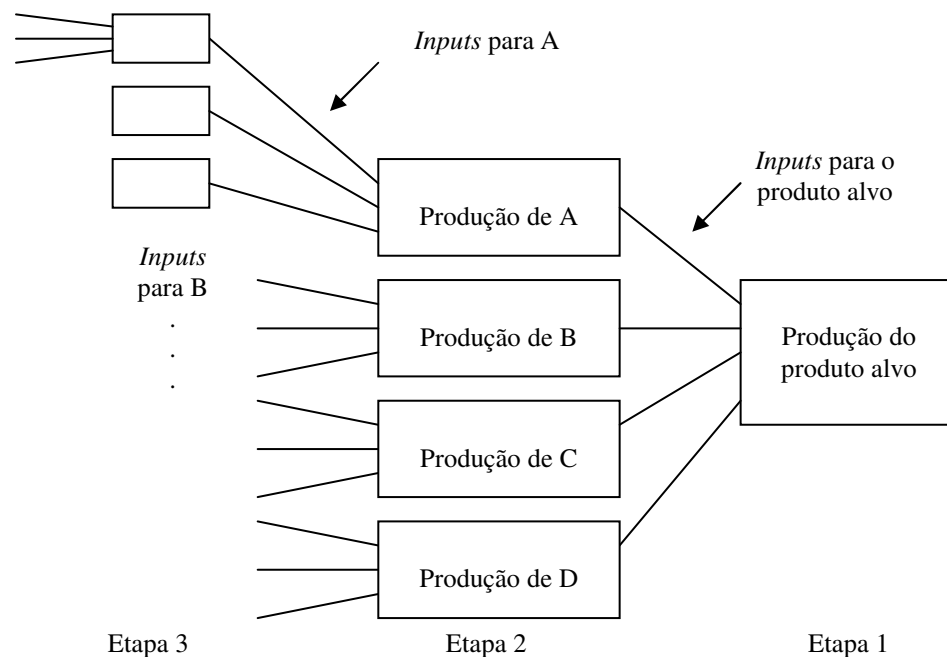 Inputs para A
Inputs para o
produto alvo
Produção de A
Inputs
para B
.
.
.
Produção de B
Produção do
produto alvo
Produção de C
Produção de D
Etapa 3
Etapa 2
Etapa 1